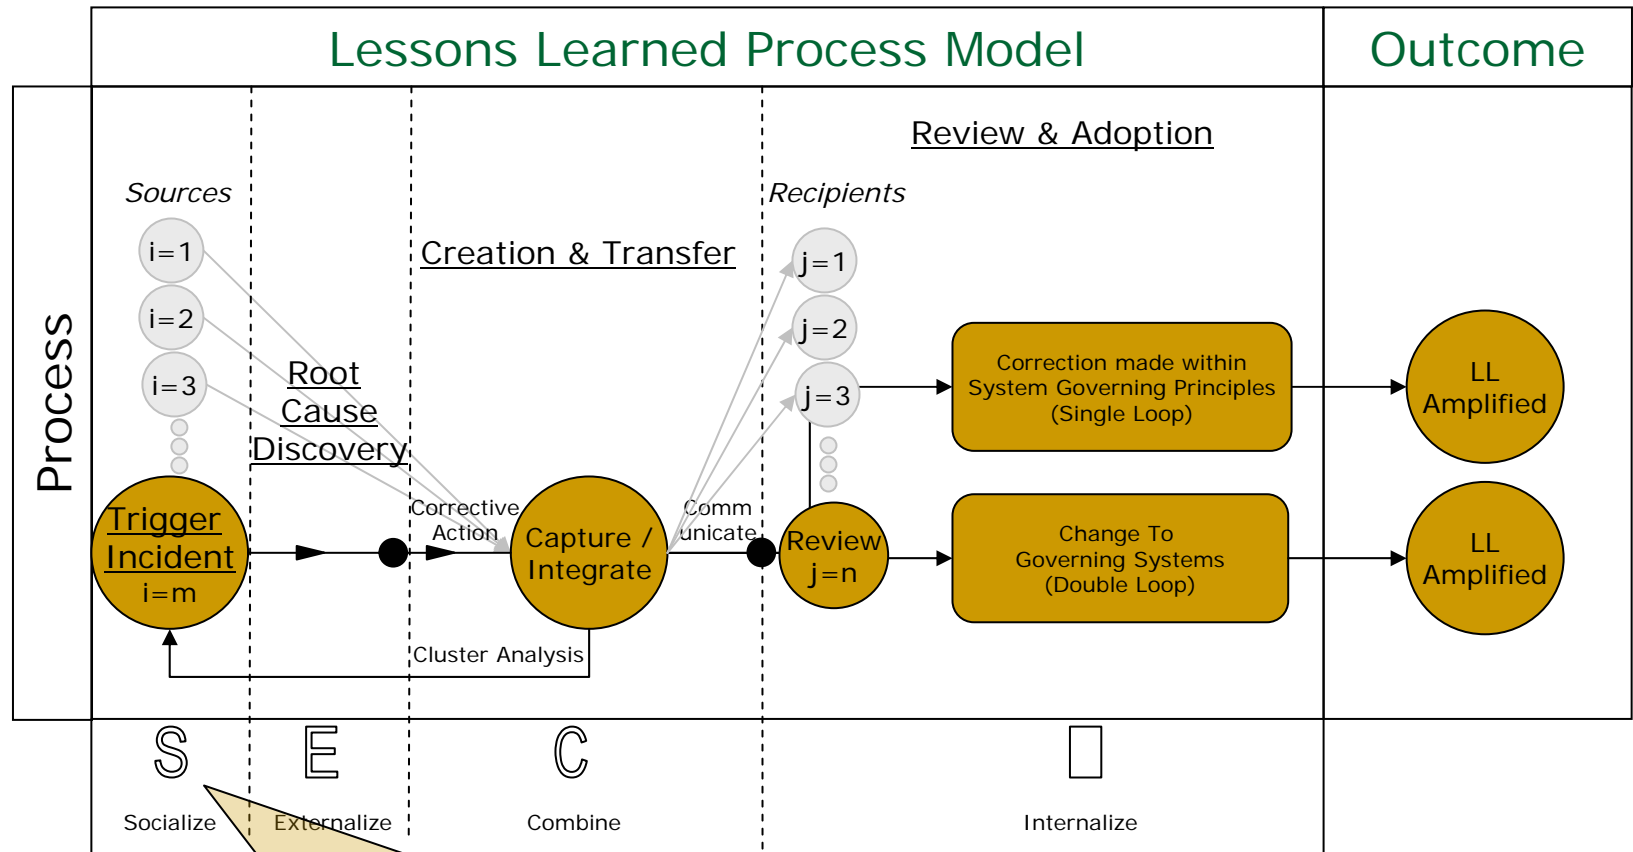 Lessons Learned Process Model
Outcome
Process
Review & Adoption
Sources
Recipients
i=1
i=2
i=3
Creation & Transfer
j=1
j=2
j=3
Root
Cause
Discovery
Trigger
Incident
i=m
Corrective
Action
Capture /
Integrate
Comm
unicate
Review
j=n
Correction made within
System Governing Principles
(Single Loop)
Change To
Governing Systems
(Double Loop)
LL
Amplified
LL
Amplified
Cluster Analysis
S
E
C
I
Socialize
Externalize
Combine
Internalize